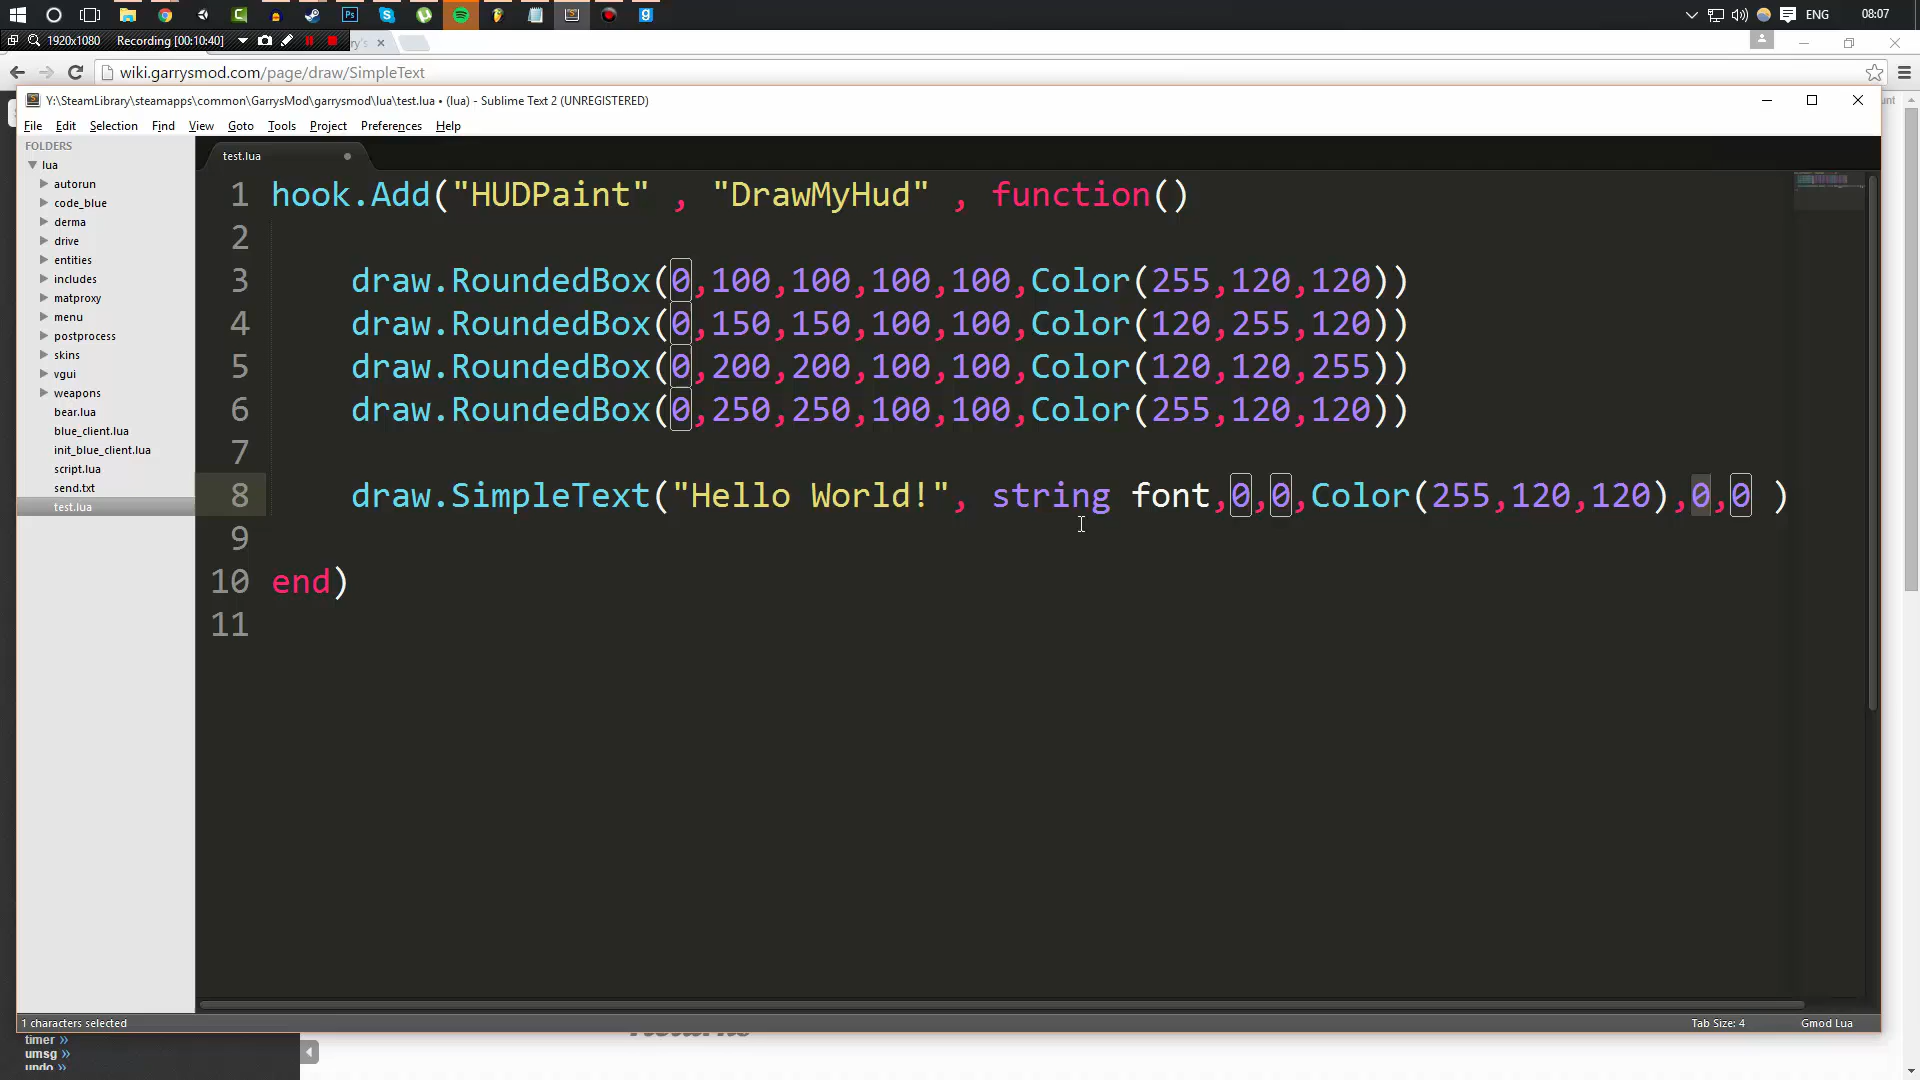 ENG
08:07
1920x1080 Recording [00:10:40]
ry's
wiki.garrysmod.com/page/draw/SimpleText
Y:\SteamLibrary\steamapps\common\GarrysMod\garrysmod\lua\test.lua • (lua) - Sublime Text 2 (UNREGISTERED)
unt
File Edit Selection Find View Goto Tools Project Preferences Help
FOLDERS
lua
autorun
code_blue
derma
drive
entities
includes
matproxy
menu
postprocess
skins
vgui
weapons
bear.lua
blue_client.lua
init_blue_client.lua
script.lua
send.txt
test.lua
test.lua
1 hook.Add("HUDPaint" , "DrawMyHud" , function()
2
3 draw.RoundedBox(0,100,100,100,100,Color(255,120,120))
4 draw.RoundedBox(0,150,150,100,100,Color(120,255,120))
5 draw.RoundedBox(0,200,200,100,100,Color(120,120,255))
6 draw.RoundedBox(0,250,250,100,100,Color(255,120,120))
7
8 draw.SimpleText("Hello World!", string font,0,0,Color(255,120,120),0,0 )
9
10 end)
11
1 characters selected
Tab Size: 4
Gmod Lua
timer »
umsg »
undo »